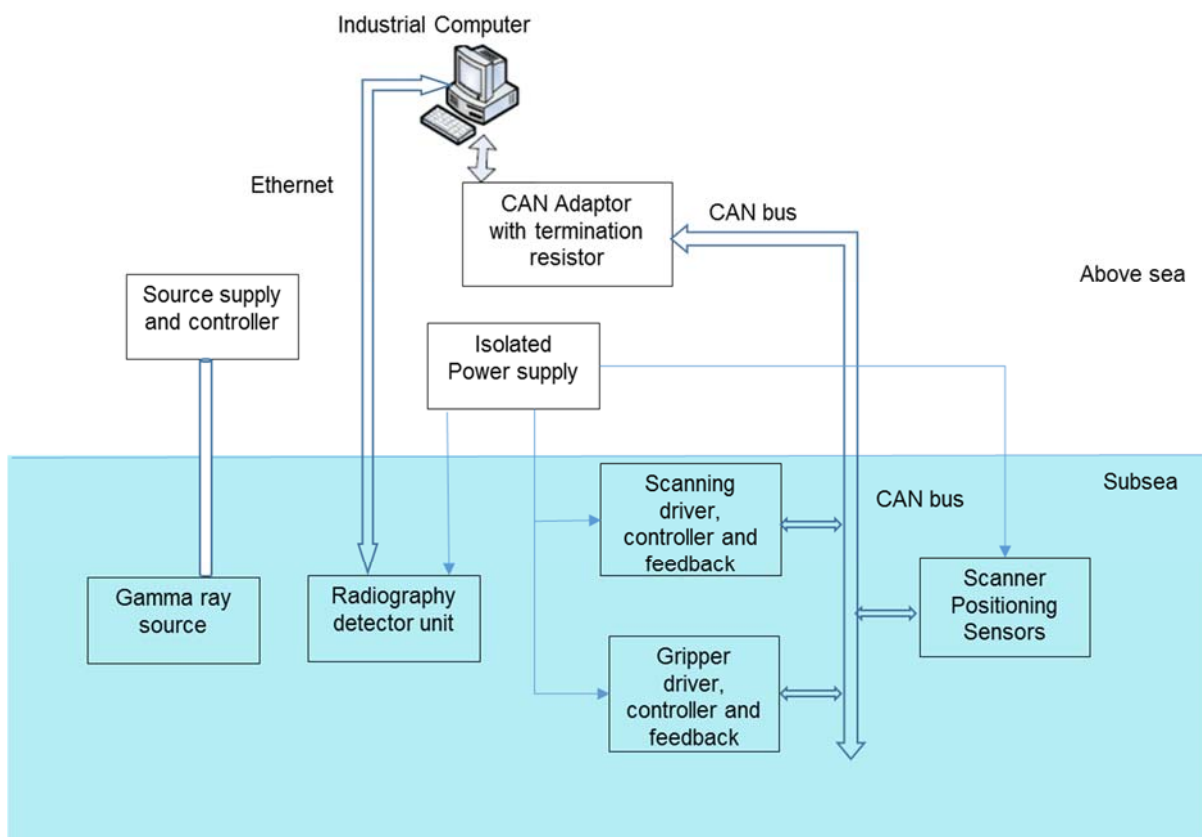 Industrial Computer
Ethernet
CAN Adaptor
with termination
resistor
CAN bus
Above sea
Source supply
and controller
Isolated
Power supply
Subsea
Scanning
driver,
controller and
feedback
CAN bus
Gamma ray
source
Radiography
detector unit
Scanner
Positioning
Sensors
Gripper
driver,
controller and
feedback